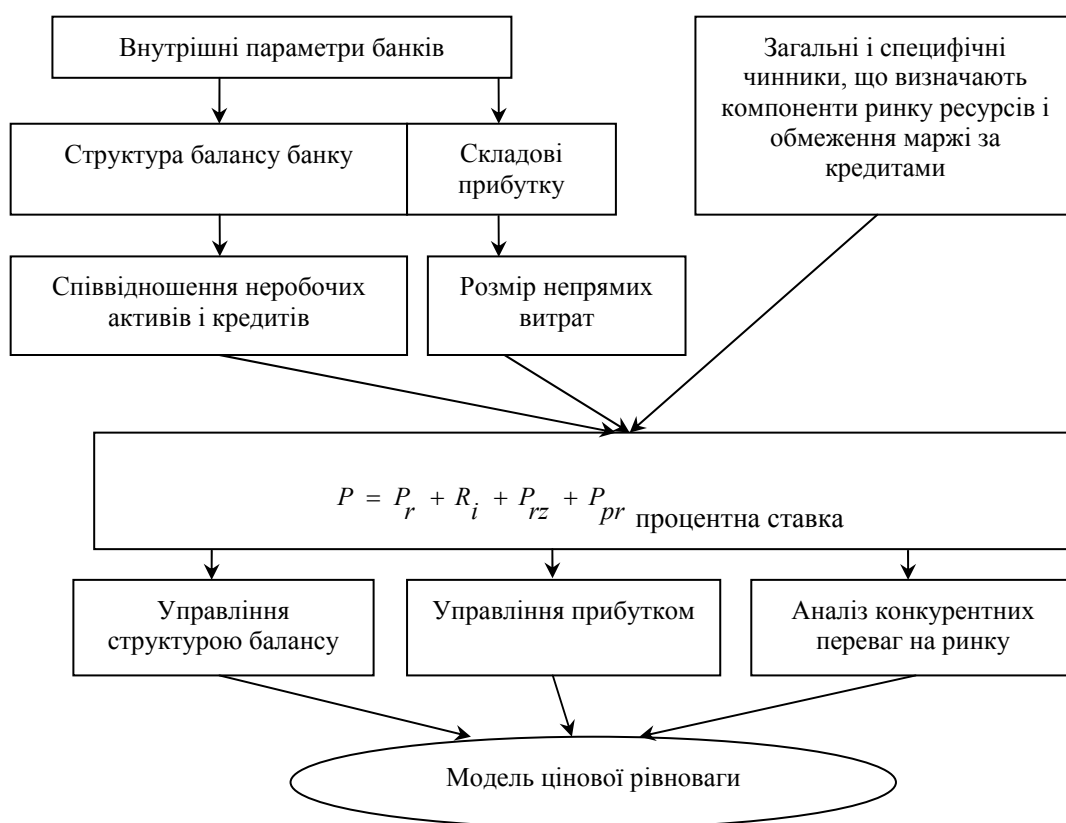 Внутрішні параметри банків
Загальні і специфічні
чинники, що визначають
компоненти ринку ресурсів і
обмеження маржі за
кредитами
Структура балансу банку
Складові
прибутку
Співвідношення неробочих
активів і кредитів
Розмір непрямих
витрат
P = P_r + R_i + P_rz + P_pr процентна ставка
Управління
структурою балансу
Управління прибутком
Аналіз конкурентних
переваг на ринку
Модель цінової рівноваги